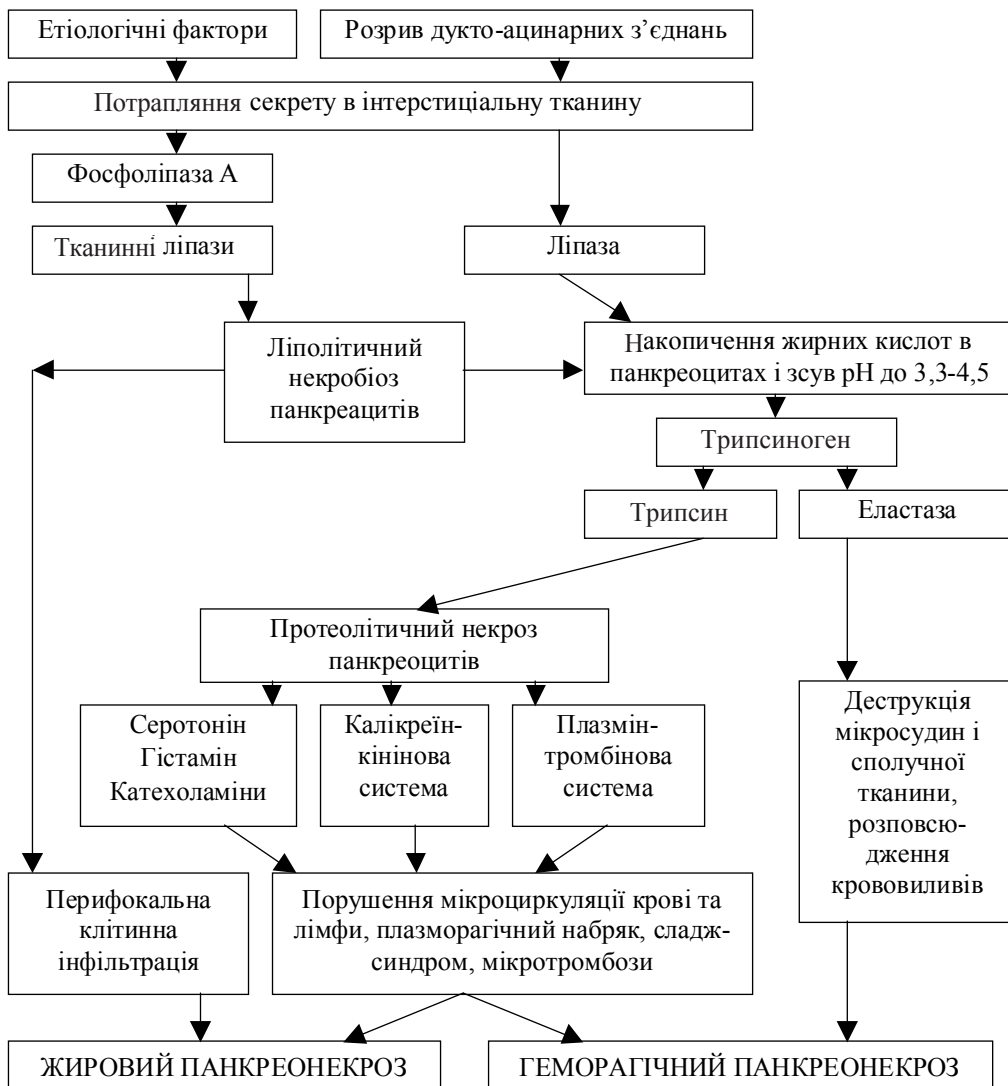 Етіологічні фактори
Розрив дукто-ацинарних з’єднань
Потрапляння секрету в інтерстиціальну тканину
Фосфоліпаза А
Тканинні ліпази
Ліпаза
Ліполітичний
некробіоз
панкреацитів
Накопичення жирних кислот в
панкреоцитах і зсув рН до 3,3-4,5
Трипсиноген
Трипсин
Еластаза
Протеолітичний некроз
панкреоцитів
Серотонін
Гістамін
Катехоламіни
Калікреїн-
кінінова
система
Плазмін-
тромбінова
система
Деструкція
мікросудин і
сполучної
тканини,
розповсю-
дження
крововиливів
Перифокальна
клітинна
інфільтрація
Порушення мікроциркуляції крові та
лімфи, плазморагічний набряк, сладж-
синдром, мікротромбози
ЖИРОВИЙ ПАНКРЕОНЕКРОЗ
ГЕМОРАГІЧНИЙ ПАНКРЕОНЕКРОЗ